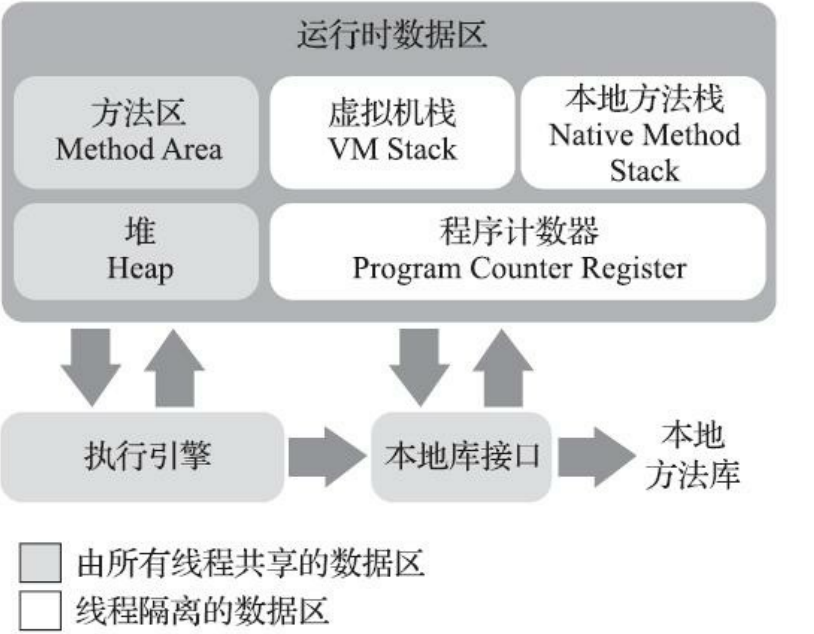 运行时数据区
方法区
Method Area
虚拟机栈
VM Stack
本地方法栈
Native Method
Stack
堆
Heap
程序计数器
Program Counter Register
执行引擎
本地库接口
本地
方法库
由所有线程共享的数据区
线程隔离的数据区